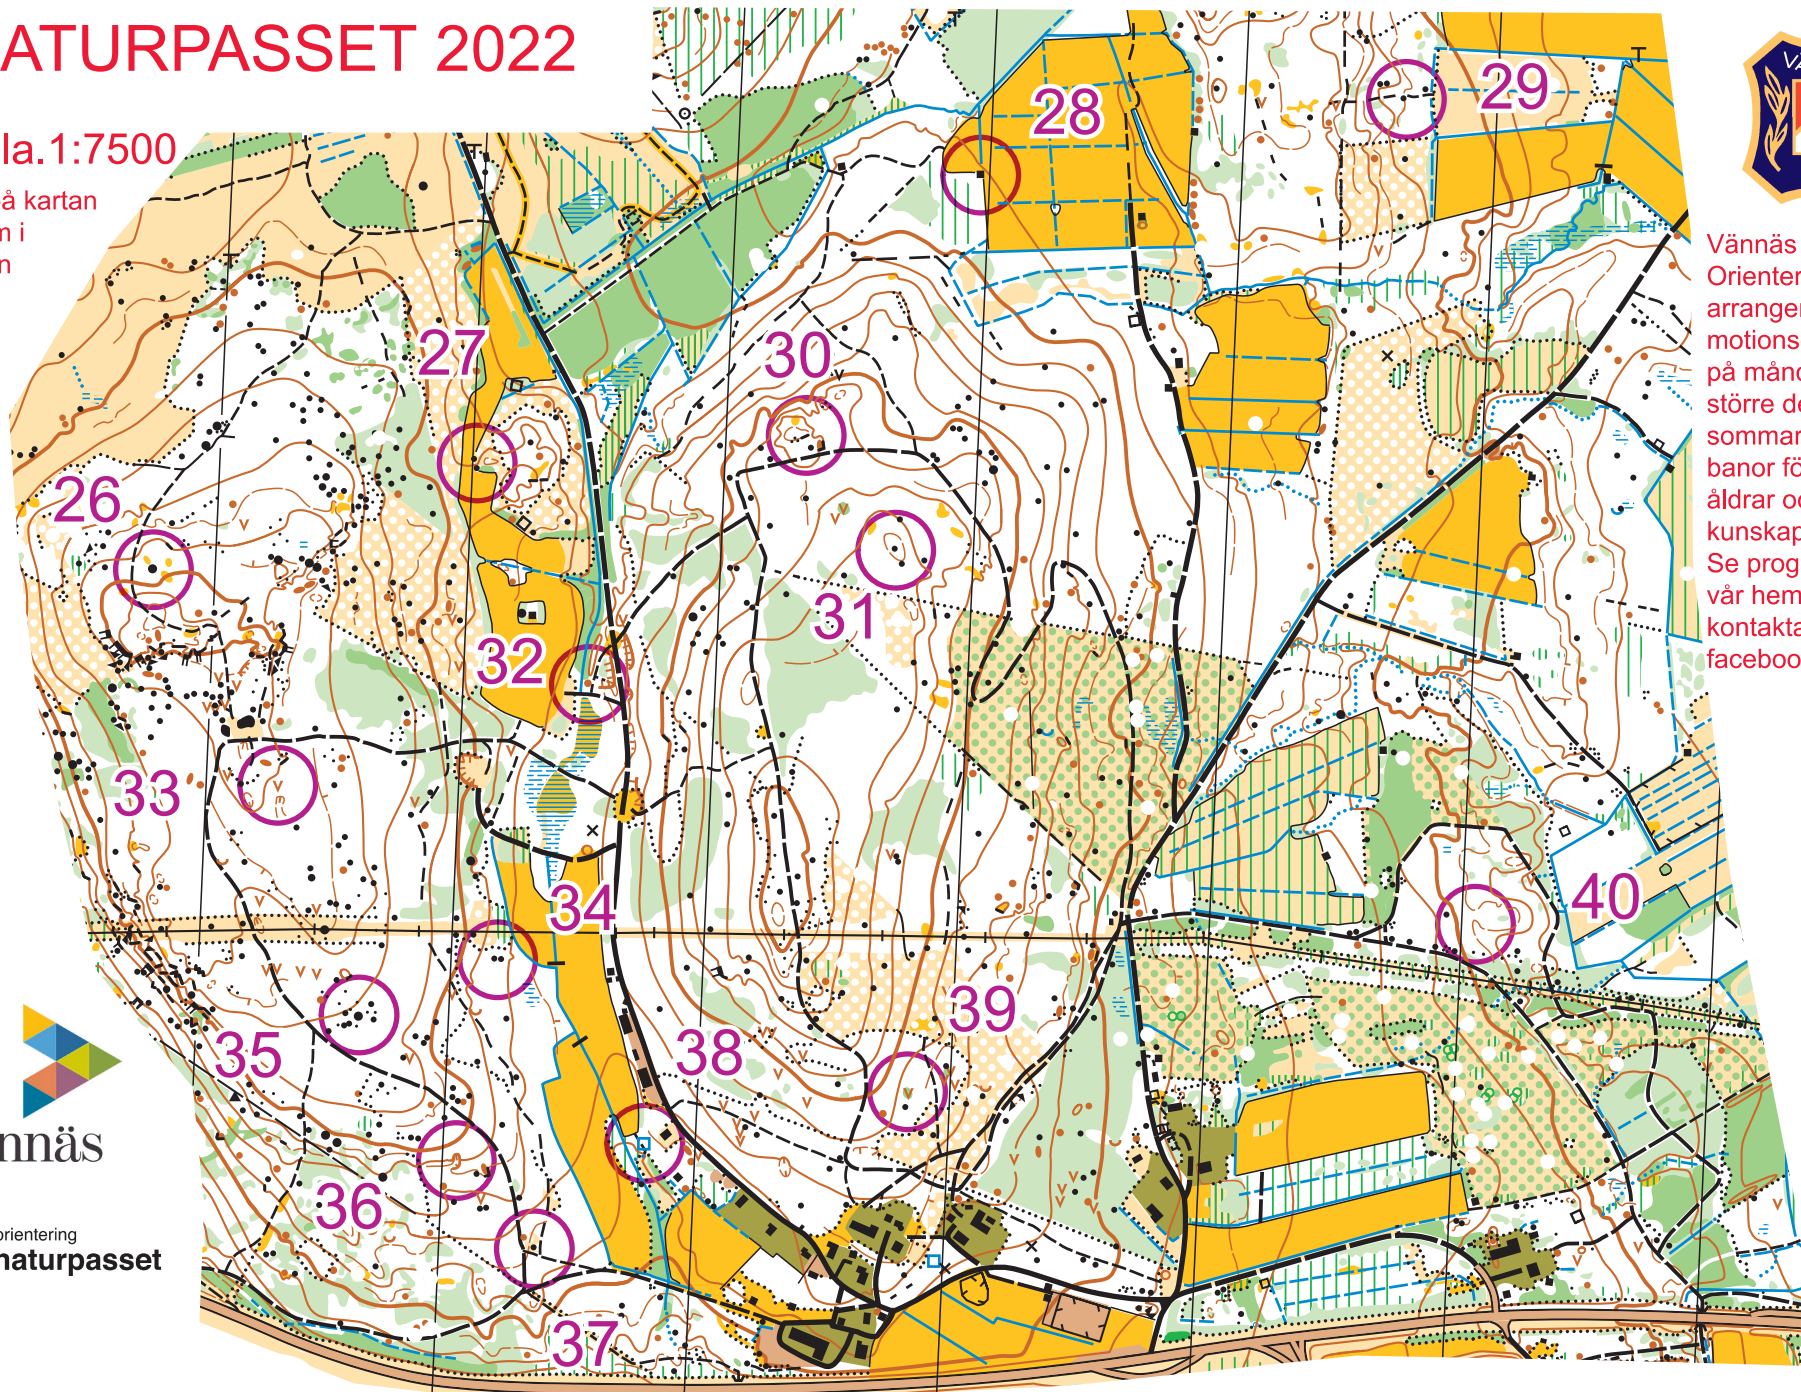 ATURPASSET 2022
la.1:7500
å kartan
m i
n
VÄ
Vännäs
Orienter
arranger
motions
på månd
större de
sommar
banor fö
åldrar oc
kunskap
Se prog
vår hem
kontakta
faceboo
28
29
27
30
26
31
32
33
34
35
38
39
40
36
37
nnäs
orientering
naturpasset